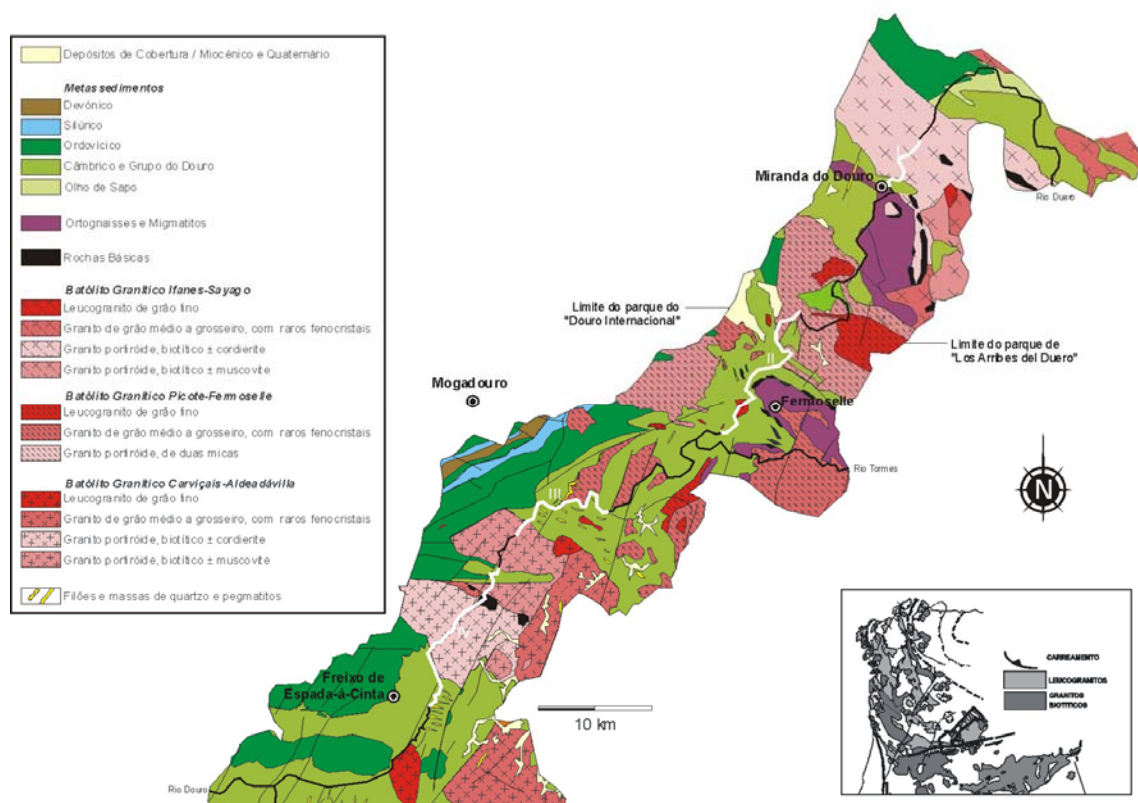 Depósitos de Cobertura / Miocénico e Quaternário
Metassedimentos
Devónico
Silúrico
Ordovícico
Câmbrico e Grupo do Douro
Olho de Sapo
Ortognaisses e Migmatitos
Rochas Básicas
Batólito Granítico Ifanes-Sayago
Leucogranito de grão fino
Granito de grão médio a grosseiro, com raros fenocristais
Granito porfiróide, biotítico ± cordierite
Granito porfiróide, biotítico ± muscovite
Batólito Granítico Picote-Fermoselle
Leucogranito de grão fino
Granito de grão médio a grosseiro, com raros fenocristais
Granito porfiróide, de duas micas
Batólito Granítico Carviçais-Aldeadávilla
Leucogranito de grão fino
Granito de grão médio a grosseiro, com raros fenocristais
Granito porfiróide, biotítico ± cordierite
Granito porfiróide, biotítico ± muscovite
Filões e massas de quartzo e pegmatitos
I
Miranda do Douro
Rio Duero
Limite do parque do
"Douro Internacional"
Limite do parque de
"Los Arribes del Duero"
II
Mogadouro
Fermoselle
Rio Tormes
III
N
IV
Freixo de
Espada-à-Cinta
10 km
Rio Douro
CARREAMENTO
LEUCOGRANITOS
GRANITOS
BIOTÍTICOS